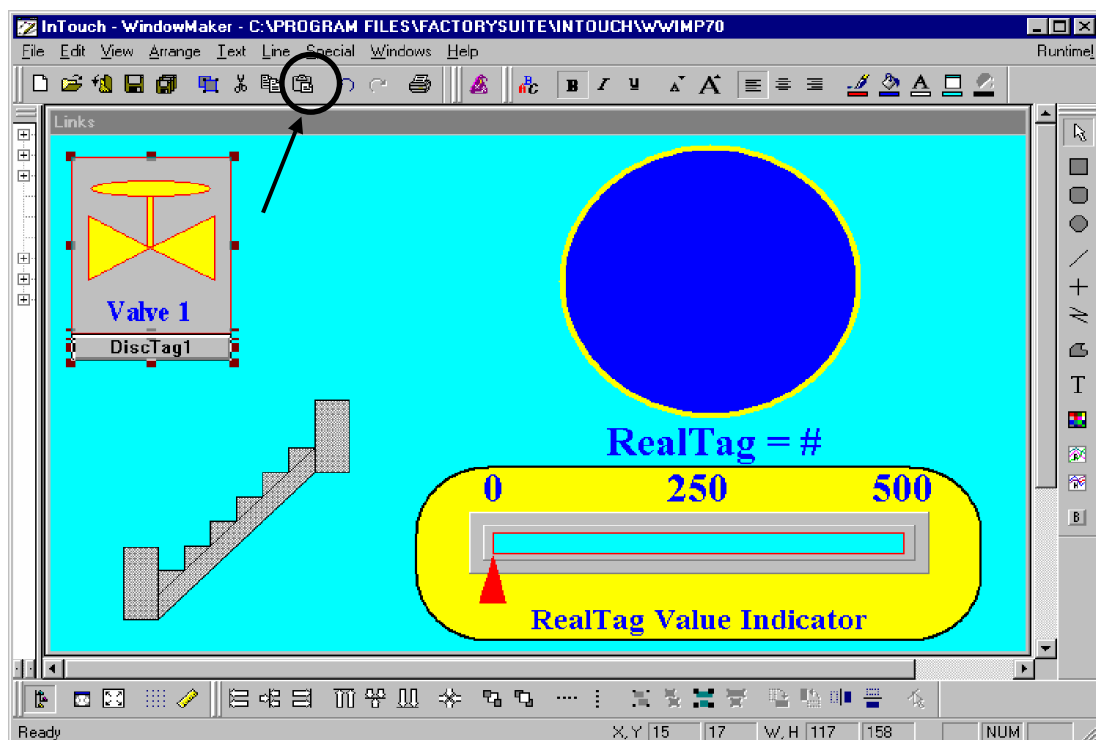 InTouch - WindowMaker - C:\PROGRAM FILES\FACTORYSUITE\INTOUCH\WWIMP70
File Edit View Arrange Text Line Special Windows Help Runtime!
Links
Valve 1
DiscTag1
RealTag = #
0 250 500
RealTag Value Indicator
Ready X, Y 15 17 W, H 117 158 NUM